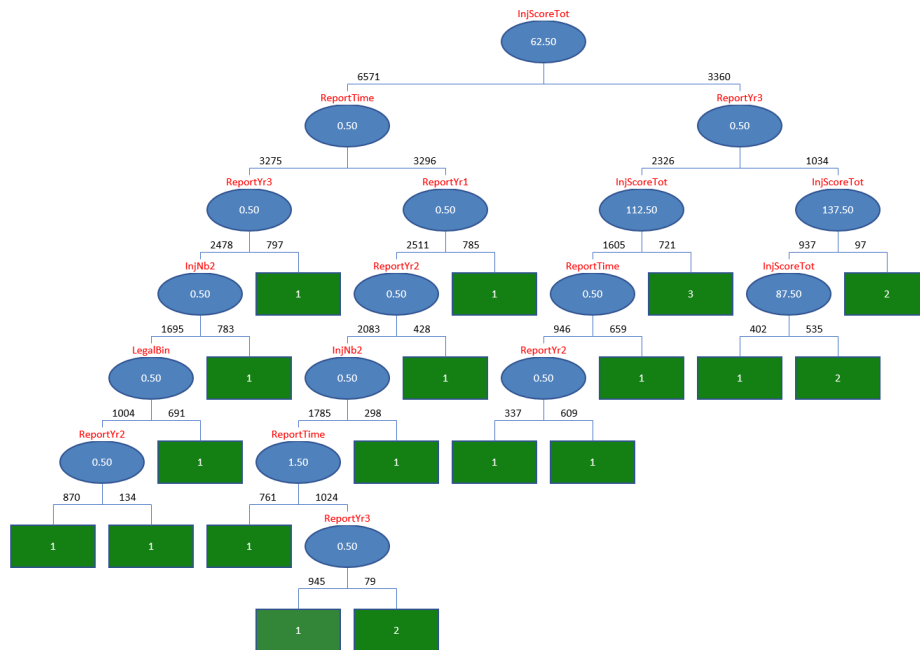 InjScoreTot
62.50
6571 3360
ReportTime ReportYr3
0.50 0.50
3275 3296 2326 1034
ReportYr3 ReportYr1 InjScoreTot InjScoreTot
0.50 0.50 112.50 137.50
2478 797 2511 785 1605 721 937 97
InjNb2 ReportYr2 ReportTime InjScoreTot
0.50 1 0.50 1 0.50 3 87.50 2
1695 783 2083 428 946 659 402 535
LegalBin InjNb2 ReportYr2
0.50 1 0.50 1 0.50 1 1 2
1004 691 1785 298 337 609
ReportYr2 ReportTime
0.50 1 1.50 1 1 1
870 134 761 1024
ReportYr3
1 1 1 0.50
945 79
1 2